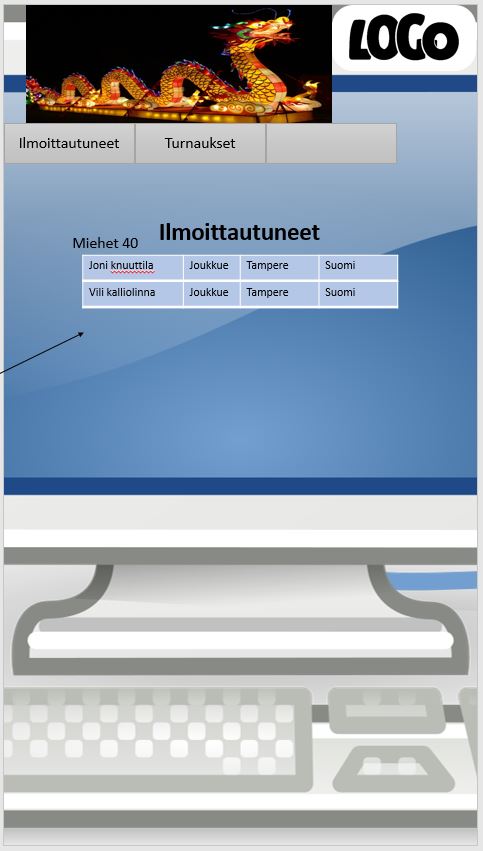 LOGO
Ilmoittautuneet Turnaukset
Ilmoittautuneet
Miehet 40
Joni knuuttila Joukkue Tampere Suomi
Vili kalliolinna Joukkue Tampere Suomi